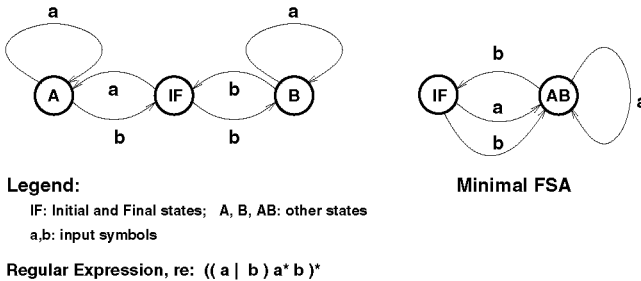 a
a
b
A
a
IF
b
B
IF
a
AB
a
b
b
b
Legend:
Minimal FSA
IF: Initial and Final states; A, B, AB: other states
a,b: input symbols
Regular Expression, re: (( a | b ) a* b )*